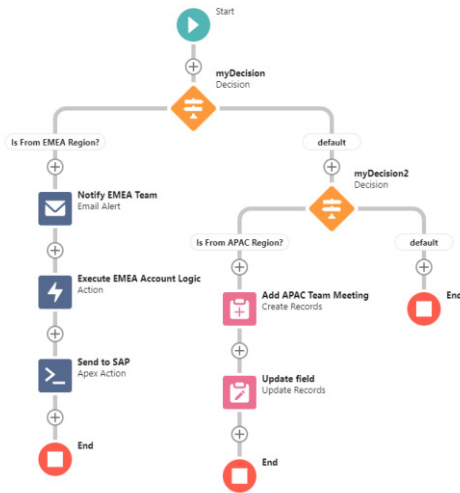 Start
myDecision
Decision
Is From EMEA Region?
default
myDecision2
Decision
Notify EMEA Team
Email Alert
Is From APAC Region?
default
Execute EMEA Account Logic
Action
Add APAC Team Meeting
Create Records
End
Send to SAP
Apex Action
Update field
Update Records
End
End